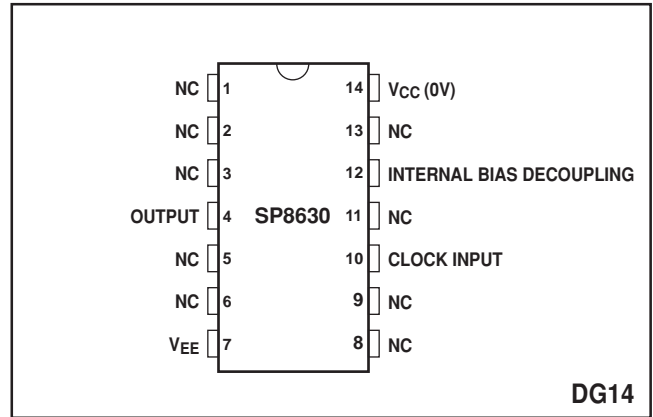 NC 1 14 VCC (0V)
NC 2 13 NC
NC 3 12 INTERNAL BIAS DECOUPLING
OUTPUT 4 SP8630 11 NC
NC 5 10 CLOCK INPUT
NC 6 9 NC
VEE 7 8 NC
DG14